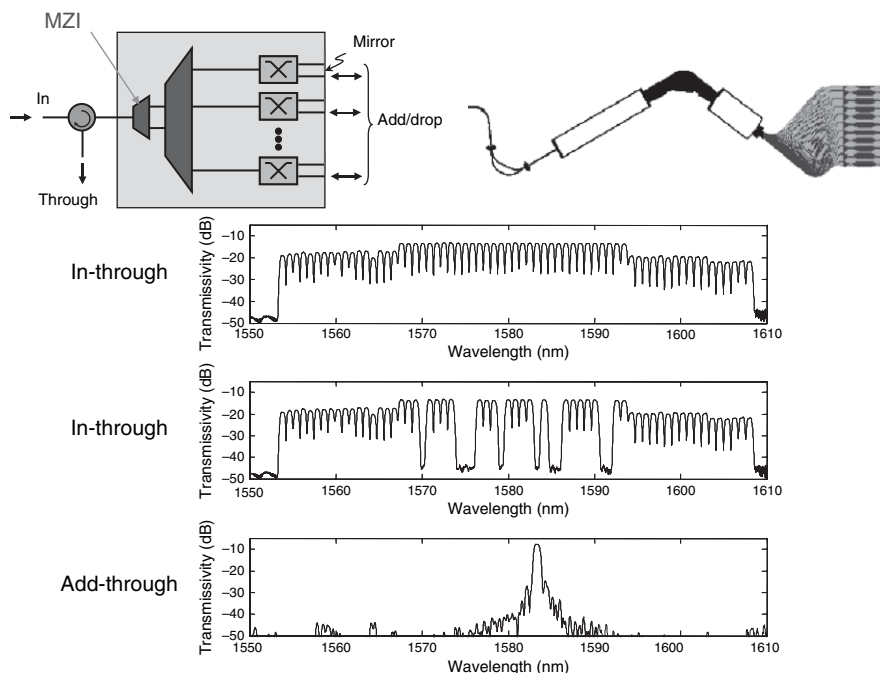 MZI
Mirror
In
Add/drop
Through
In-through
Transmissivity (dB)
−10
−20
−30
−40
−50
1550
1560
1570
1580
1590
1600
1610
Wavelength (nm)
In-through
Transmissivity (dB)
−10
−20
−30
−40
−50
1550
1560
1570
1580
1590
1600
1610
Wavelength (nm)
Add-through
Transmissivity (dB)
−10
−20
−30
−40
−50
1550
1560
1570
1580
1590
1600
1610
Wavelength (nm)